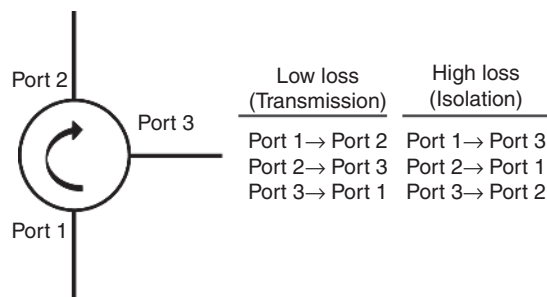 Port 2
Port 3
Port 1
Low loss
(Transmission)
Port 1→ Port 2
Port 2→ Port 3
Port 3→ Port 1
High loss
(Isolation)
Port 1→ Port 3
Port 2→ Port 1
Port 3→ Port 2